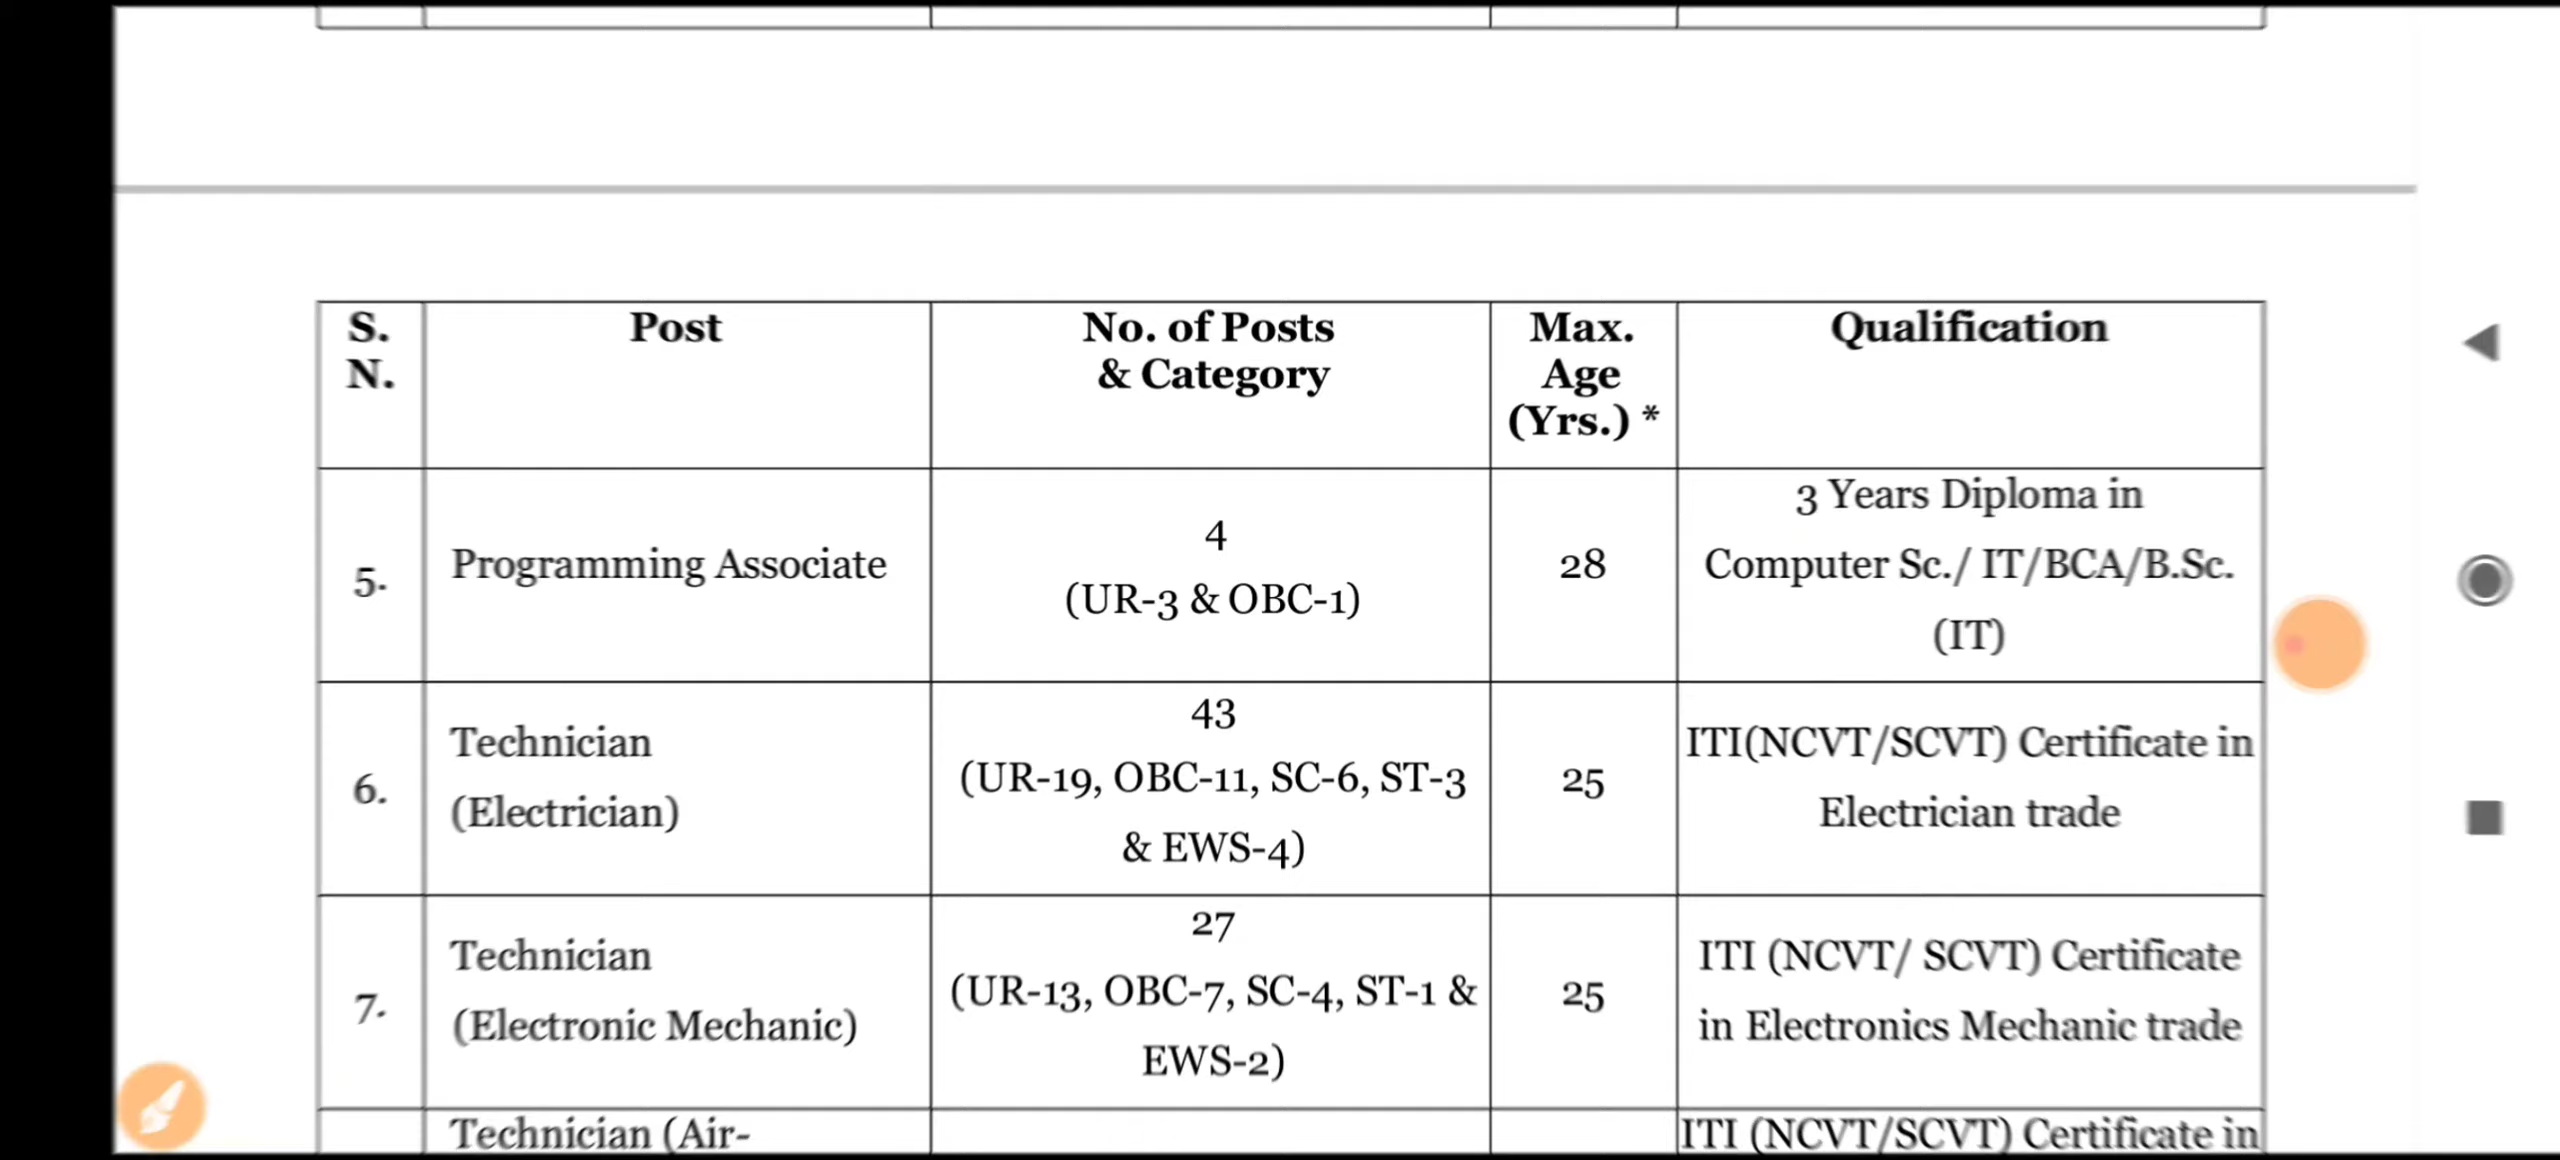 S.
N.
Post
No. of Posts
& Category
Max.
Age
(Yrs.) *
Qualification
5.
Programming Associate
4
(UR-3 & OBC-1)
28
3 Years Diploma in
Computer Sc./ IT/BCA/B.Sc.
(IT)
6.
Technician
(Electrician)
43
(UR-19, OBC-11, SC-6, ST-3
& EWS-4)
25
ITI(NCVT/SCVT) Certificate in
Electrician trade
7.
Technician
(Electronic Mechanic)
27
(UR-13, OBC-7, SC-4, ST-1 &
EWS-2)
25
ITI (NCVT/ SCVT) Certificate
in Electronics Mechanic trade
Technician (Air-
ITI (NCVT/SCVT) Certificate in